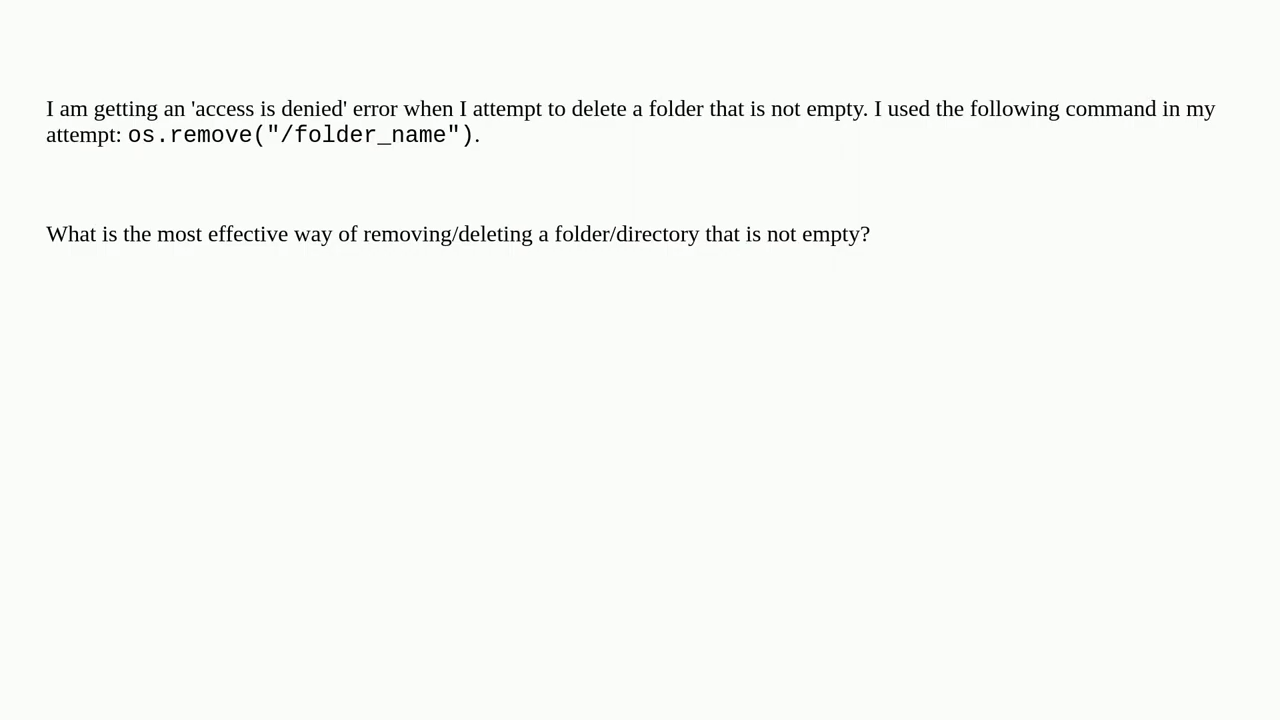 I am getting an 'access is denied' error when I attempt to delete a folder that is not empty. I used the following command in my
attempt: os.remove("/folder_name").
What is the most effective way of removing/deleting a folder/directory that is not empty?